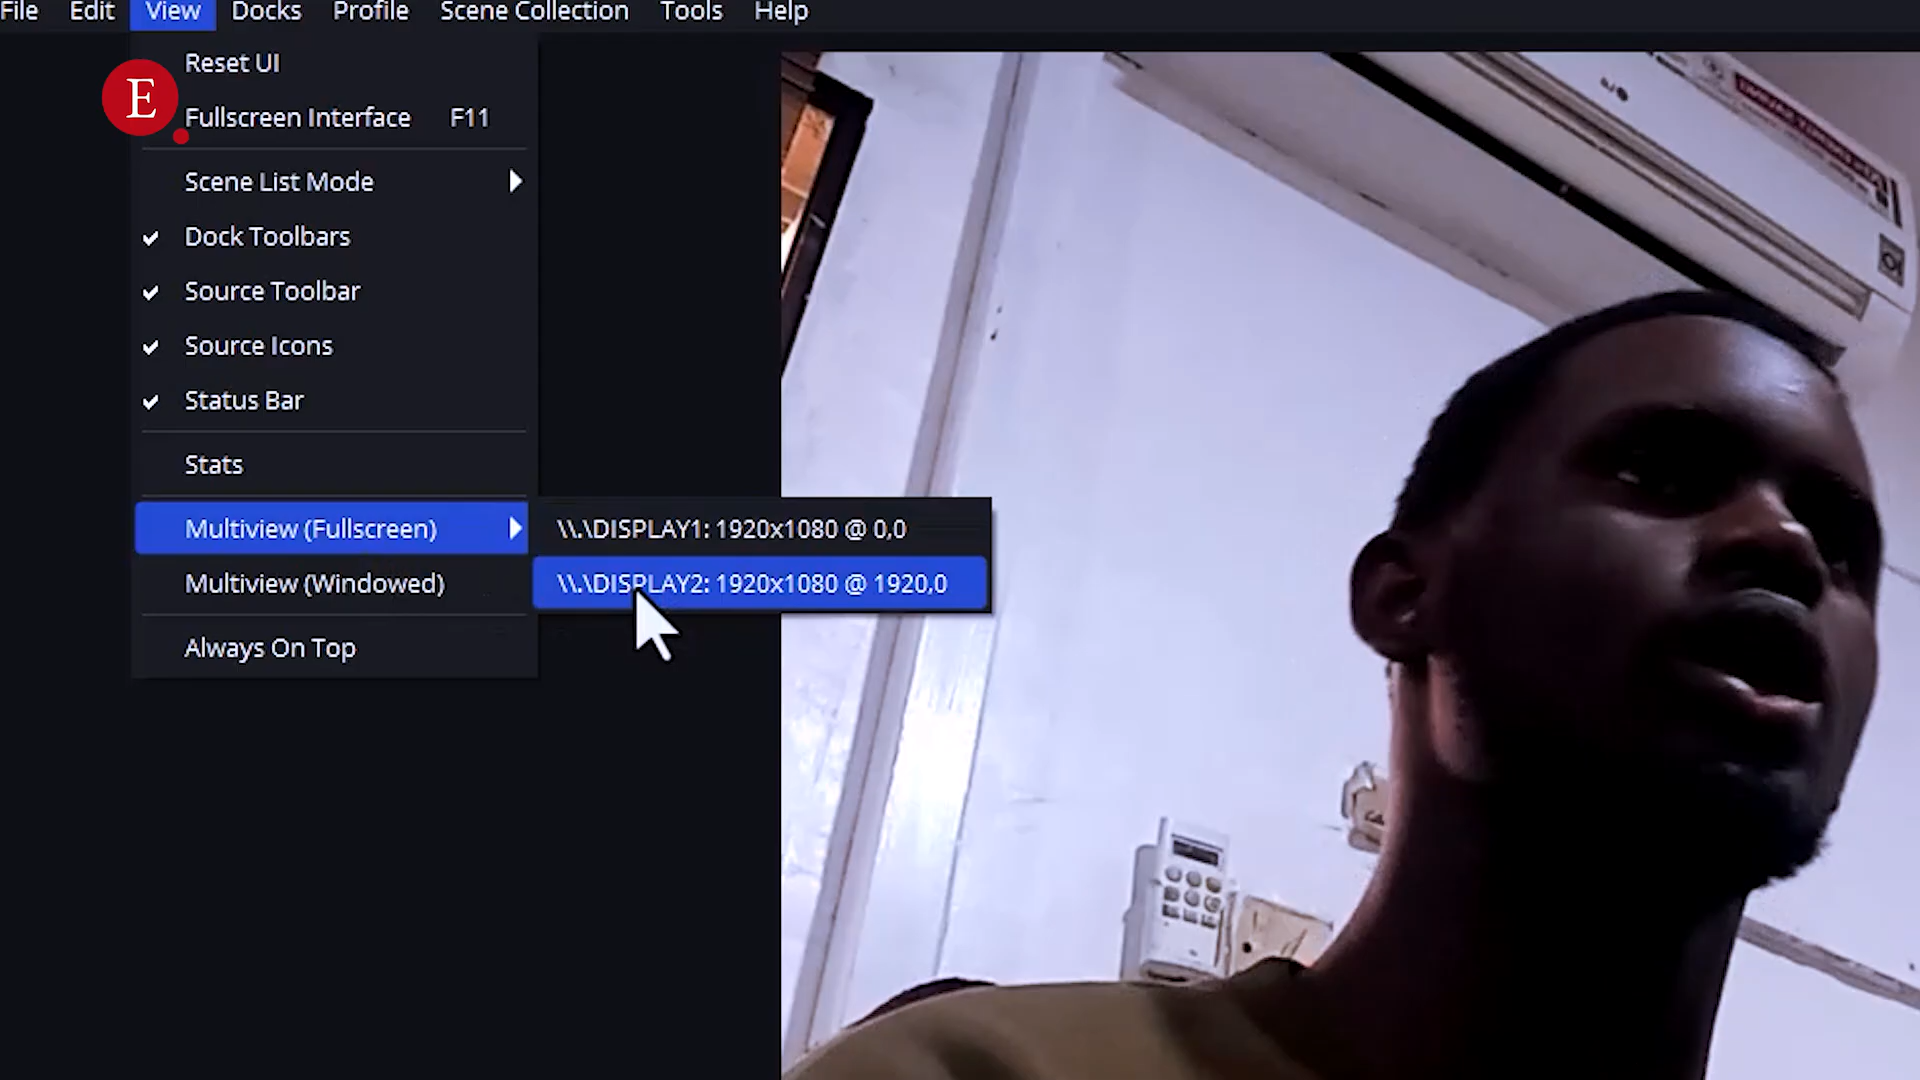 File Edit View Docks Profile Scene Collection Tools Help
Reset UI
E
Fullscreen Interface F11
Scene List Mode
Dock Toolbars
Source Toolbar
Source Icons
Status Bar
Stats
Multiview (Fullscreen)
\\.\DISPLAY1: 1920x1080 @ 0,0
Multiview (Windowed)
\\.\DISPLAY2: 1920x1080 @ 1920,0
Always On Top